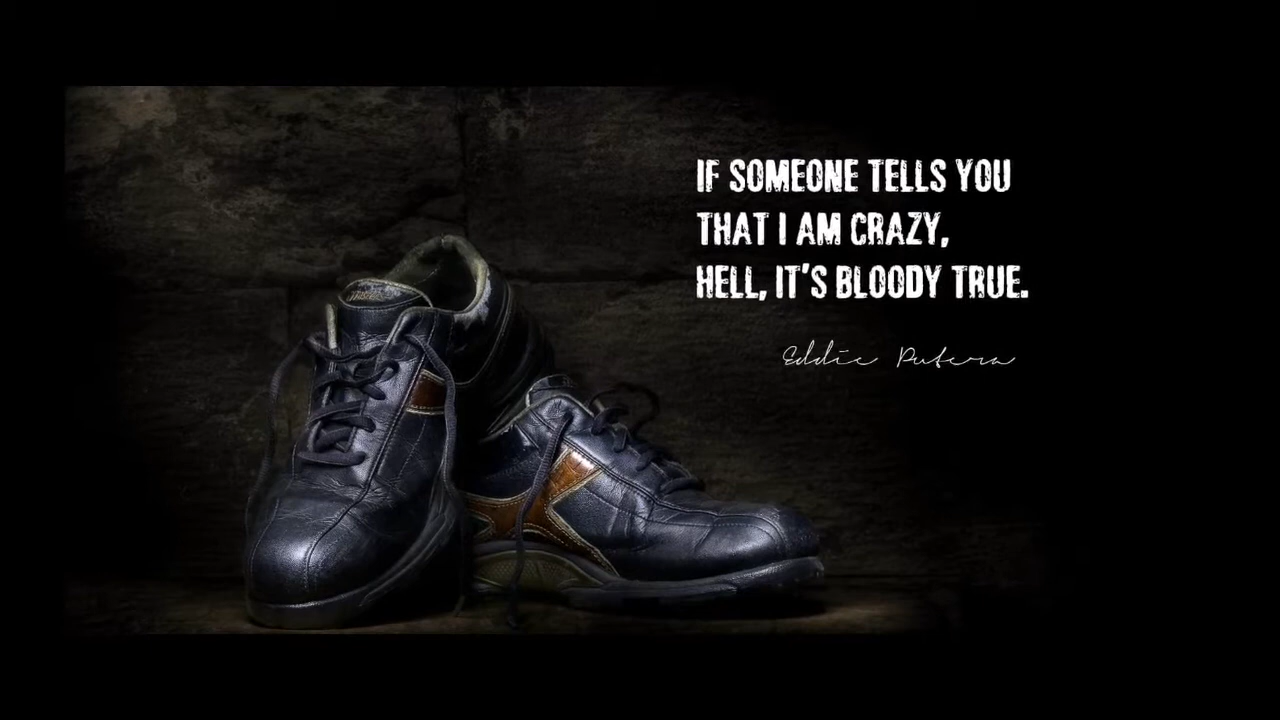 IF SOMEONE TELLS YOU
THAT I AM CRAZY,
HELL, IT'S BLOODY TRUE.
Eddie Putera